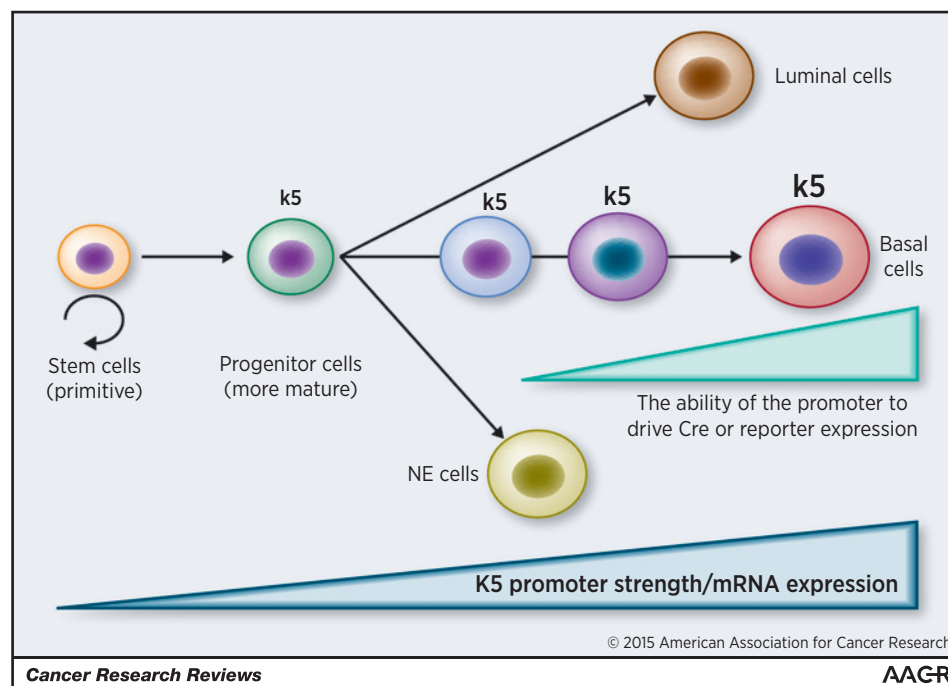 Luminal cells
k5
k5
k5
k5
Basal
cells
Stem cells
(primitive)
Progenitor cells
(more mature)
The ability of the promoter to
drive Cre or reporter expression
NE cells
K5 promoter strength/mRNA expression
© 2015 American Association for Cancer Research
Cancer Research Reviews
AACR